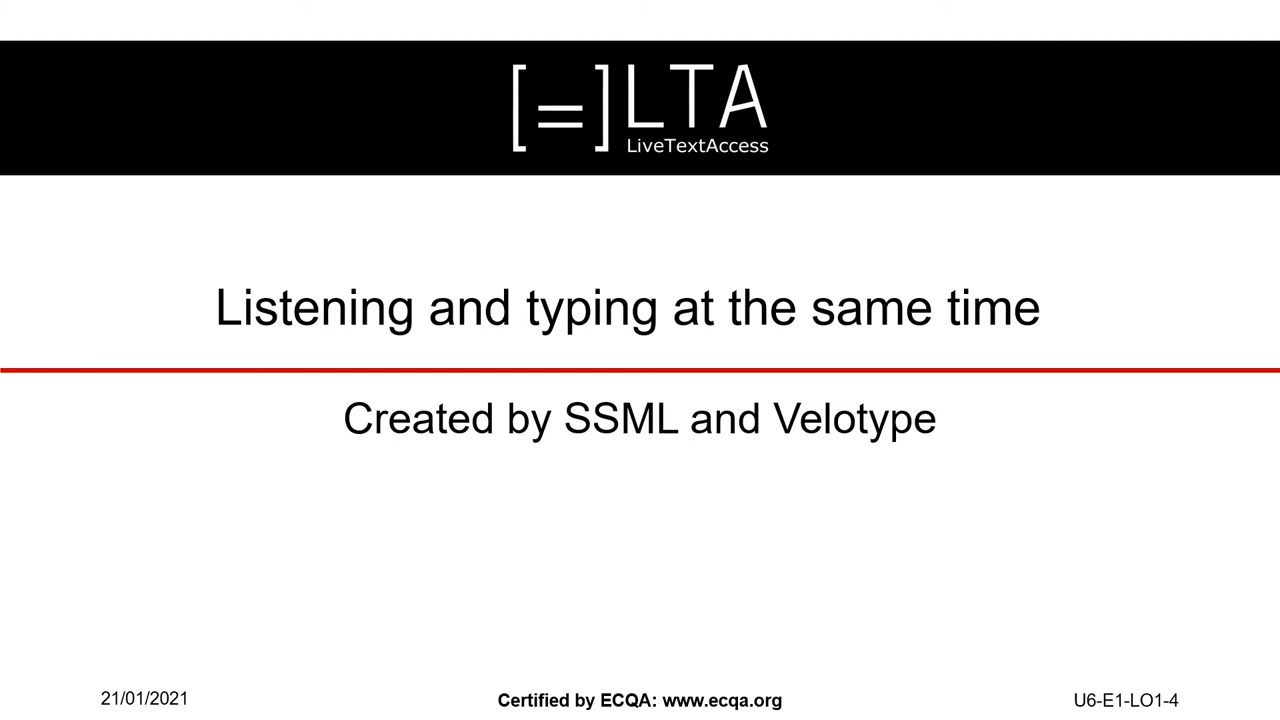 [=]LTA
LiveTextAccess
Listening and typing at the same time
Created by SSML and Velotype
21/01/2021
Certified by ECQA: www.ecqa.org
U6-E1-LO1-4